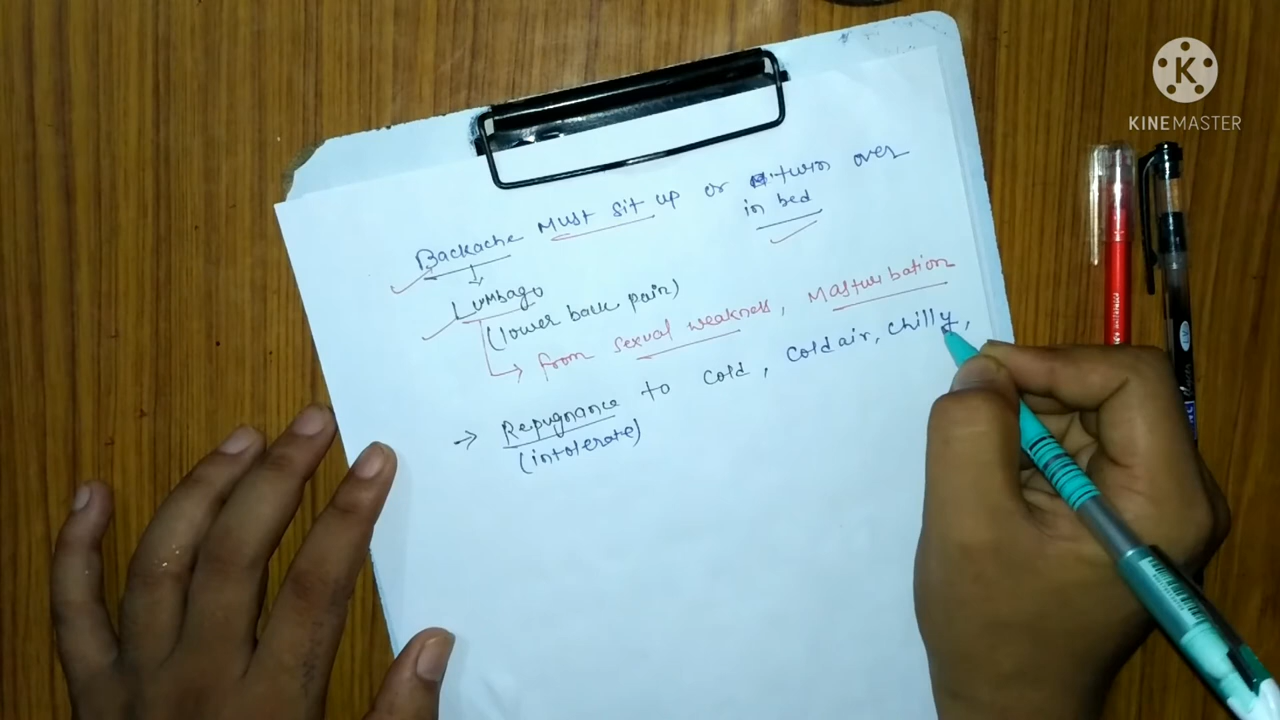 KINEMASTER
Backache Must sit up or turn over
in bed
Lumbago
(lower back pain)
→ from sexual weakness, Masturbation
→ Repugnance to cold, Cold air, chilly,
(intolerate)